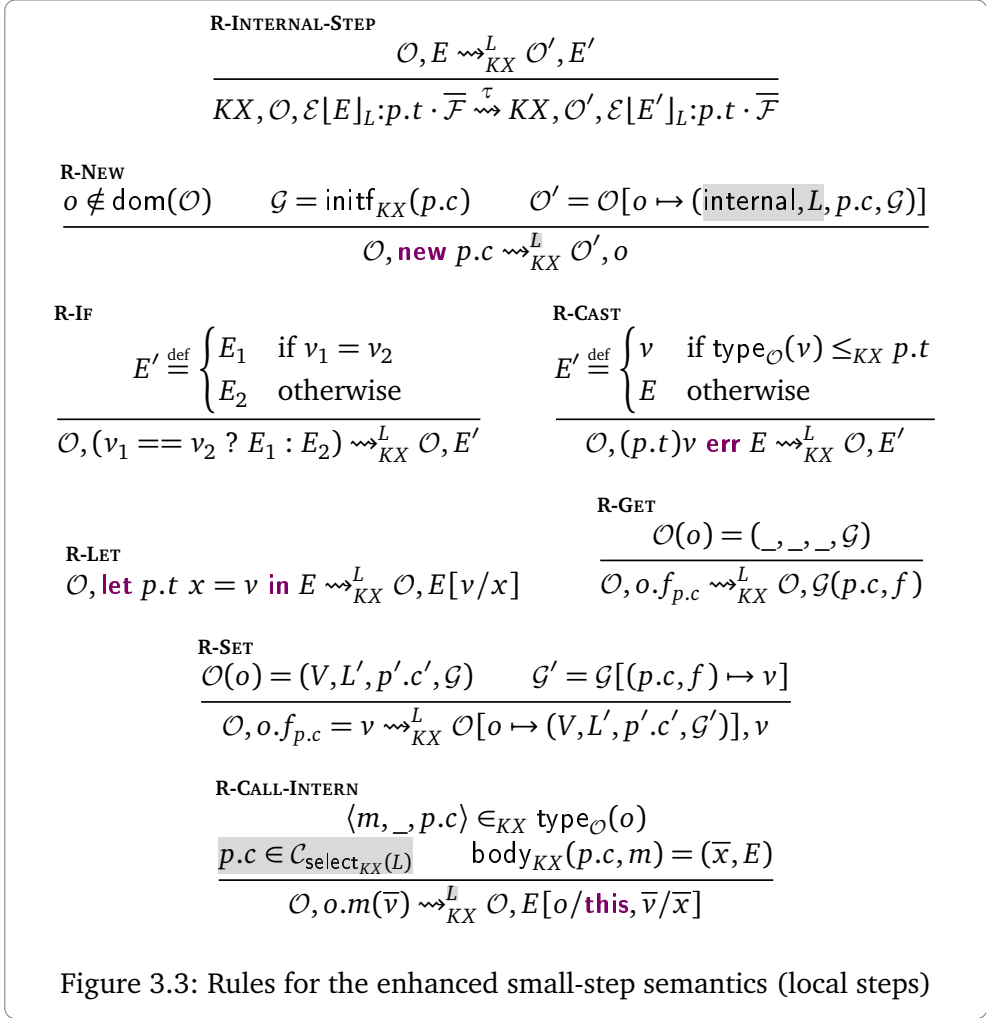 R-INTERNAL-STEP
𝒪, E ⇝ᴸ_KX 𝒪′, E′
KX, 𝒪, ℰ⌊E⌋_L:p.t · ℱ̅ ⇝^τ KX, 𝒪′, ℰ⌊E′⌋_L:p.t · ℱ̅
R-NEW
o ∉ dom(𝒪) 𝒢 = initf_KX(p.c) 𝒪′ = 𝒪[o ↦ (internal, L, p.c, 𝒢)]
𝒪, new p.c ⇝ᴸ_KX 𝒪′, o
R-IF
E′ ≝ { E₁ if v₁ = v₂
E₂ otherwise
𝒪, (v₁ == v₂ ? E₁ : E₂) ⇝ᴸ_KX 𝒪, E′
R-CAST
E′ ≝ { v if type_𝒪(v) ≤_KX p.t
E otherwise
𝒪, (p.t)v err E ⇝ᴸ_KX 𝒪, E′
R-LET
𝒪, let p.t x = v in E ⇝ᴸ_KX 𝒪, E[v/x]
R-GET
𝒪(o) = (_, _, _, 𝒢)
𝒪, o.f_p.c ⇝ᴸ_KX 𝒪, 𝒢(p.c, f)
R-SET
𝒪(o) = (V, L′, p′.c′, 𝒢) 𝒢′ = 𝒢[(p.c, f) ↦ v]
𝒪, o.f_p.c = v ⇝ᴸ_KX 𝒪[o ↦ (V, L′, p′.c′, 𝒢′)], v
R-CALL-INTERN
⟨m, _, p.c⟩ ∈_KX type_𝒪(o)
p.c ∈ 𝒞_select_KX(L) body_KX(p.c, m) = (x̅, E)
𝒪, o.m(v̅) ⇝ᴸ_KX 𝒪, E[o/this, v̅/x̅]
Figure 3.3: Rules for the enhanced small-step semantics (local steps)